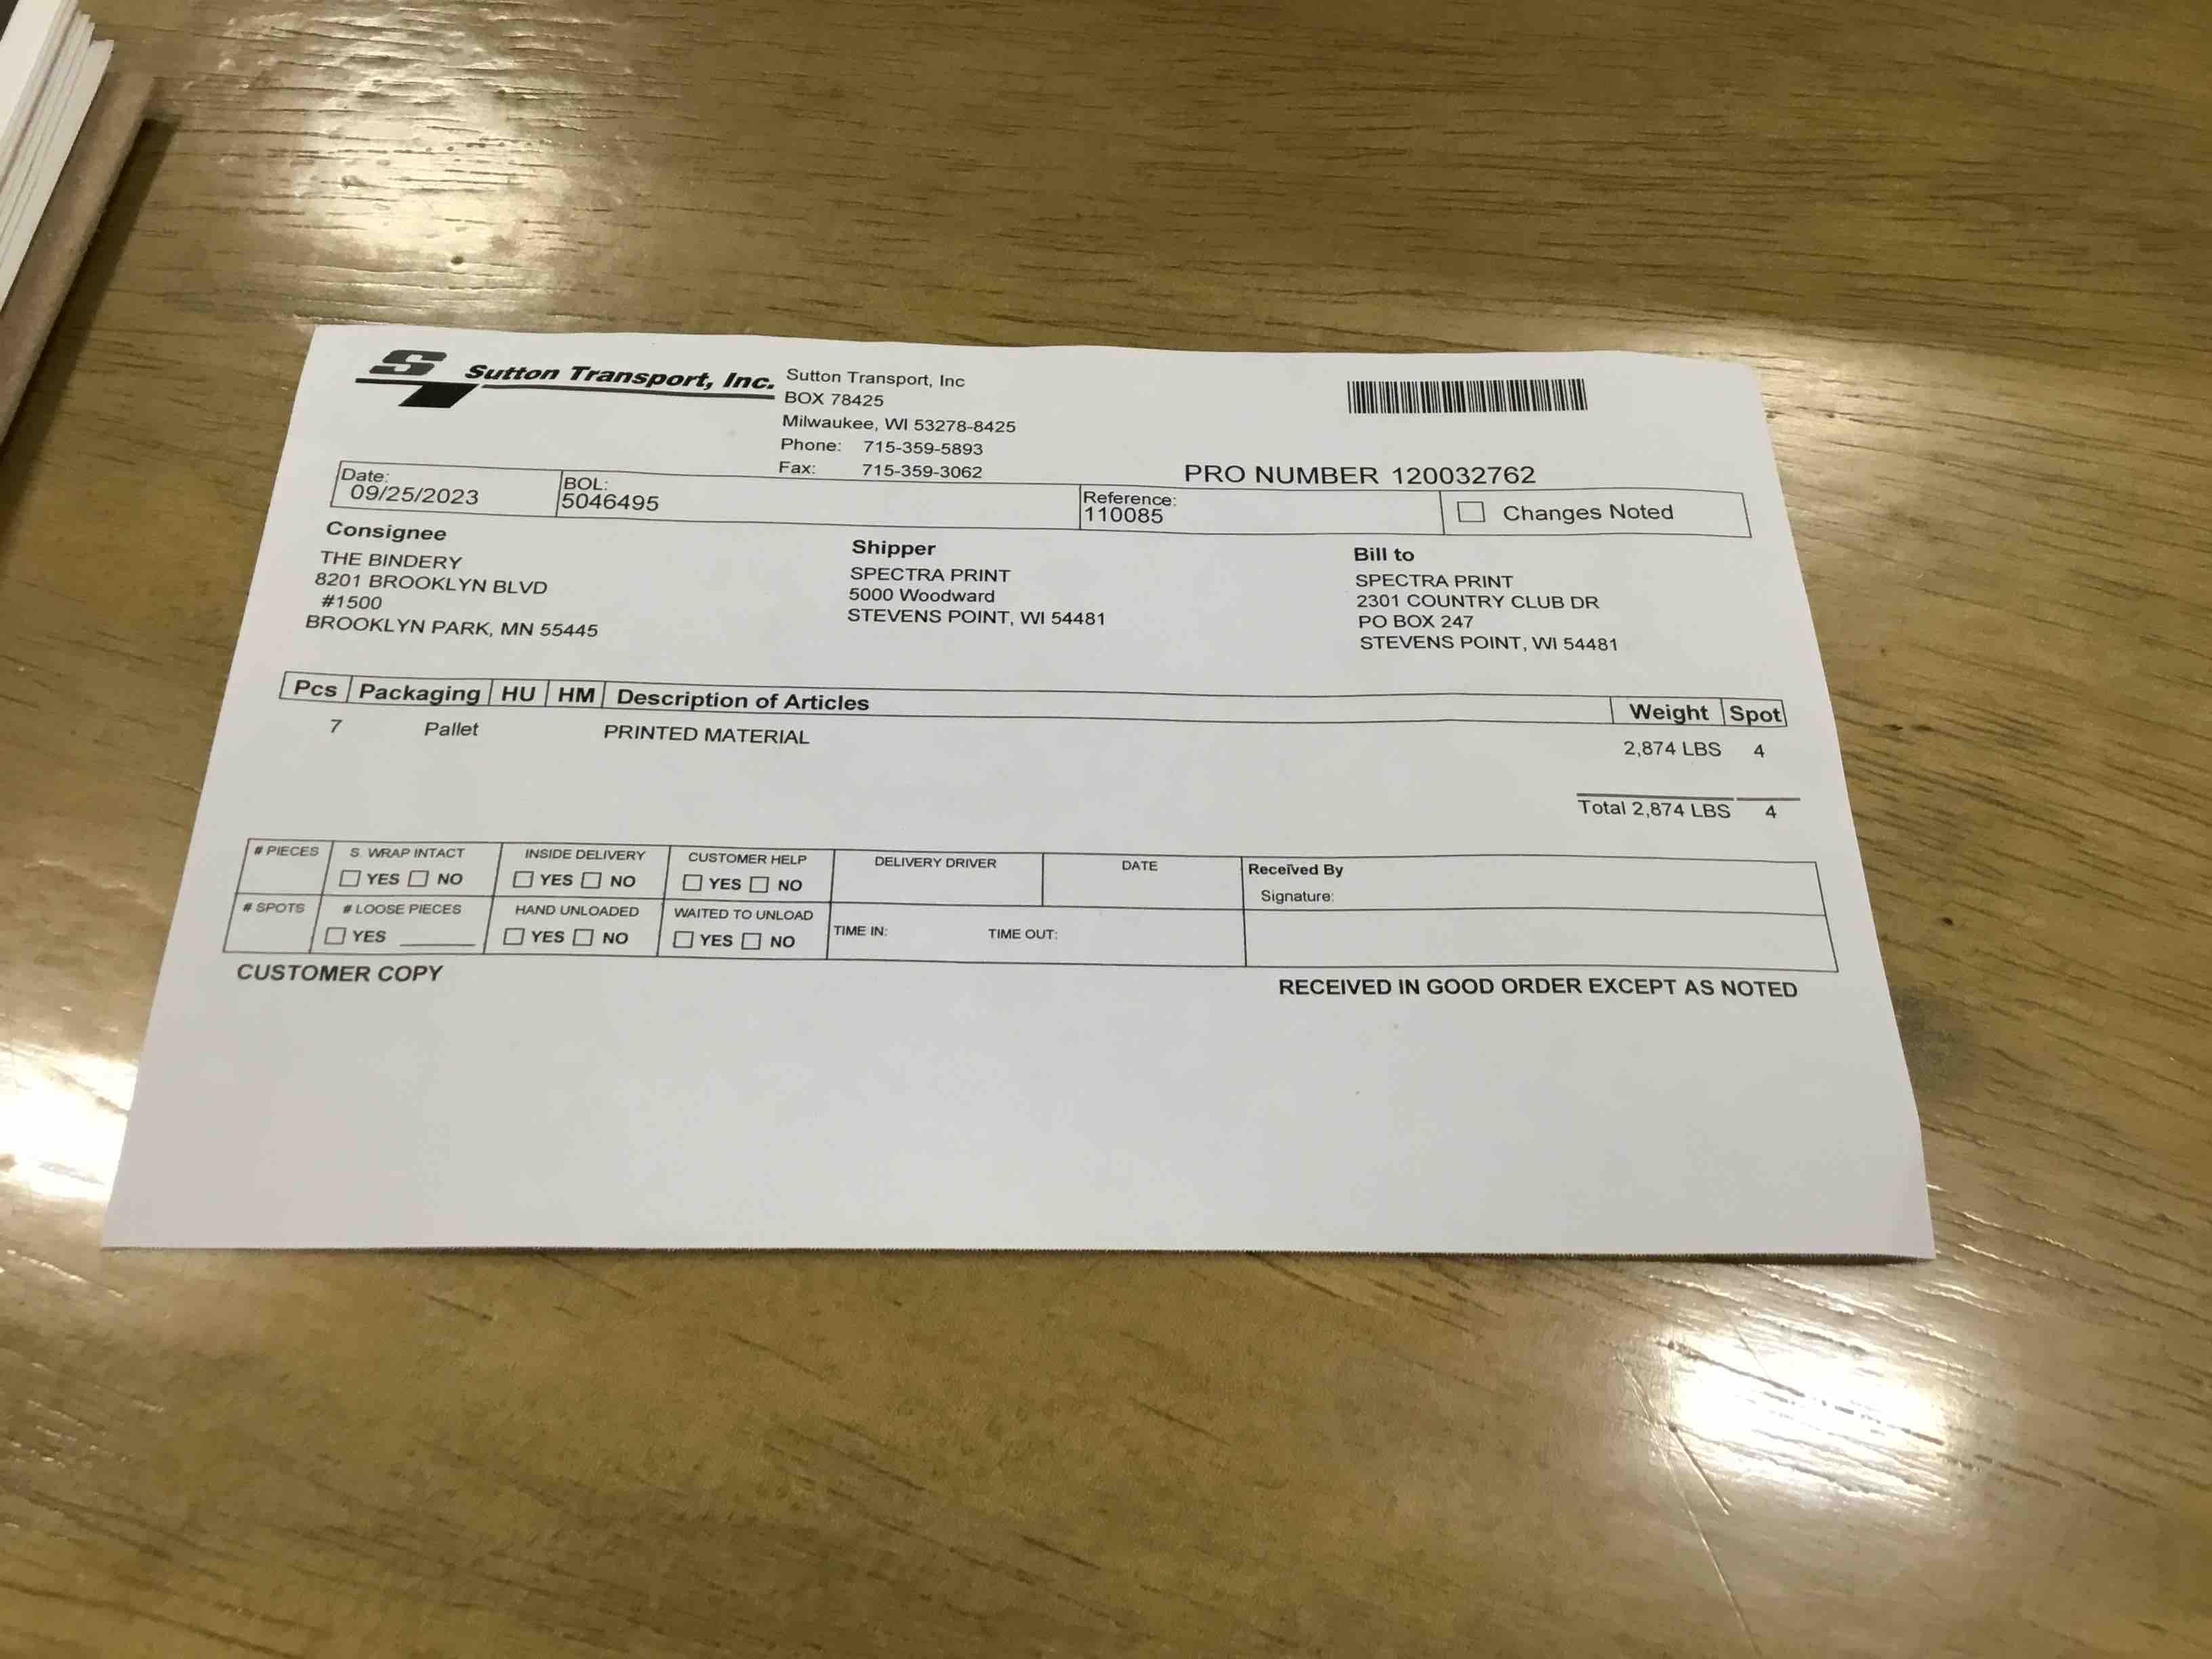 Sutton Transport, Inc.
Sutton Transport, Inc
BOX 78425
Milwaukee, WI 53278-8425
Phone: 715-359-5893
Fax: 715-359-3062
PRO NUMBER 120032762
Date: BOL: Reference:
09/25/2023 5046495 110085 Changes Noted
Consignee
THE BINDERY
8201 BROOKLYN BLVD
#1500
BROOKLYN PARK, MN 55445
Shipper
SPECTRA PRINT
5000 Woodward
STEVENS POINT, WI 54481
Bill to
SPECTRA PRINT
2301 COUNTRY CLUB DR
PO BOX 247
STEVENS POINT, WI 54481
Pcs Packaging HU HM Description of Articles Weight Spot
7 Pallet PRINTED MATERIAL 2,874 LBS 4
Total 2,874 LBS 4
# PIECES S. WRAP INTACT INSIDE DELIVERY CUSTOMER HELP DELIVERY DRIVER DATE Received By
YES NO YES NO YES NO Signature:
# SPOTS # LOOSE PIECES HAND UNLOADED WAITED TO UNLOAD TIME IN: TIME OUT:
YES YES NO YES NO
CUSTOMER COPY RECEIVED IN GOOD ORDER EXCEPT AS NOTED